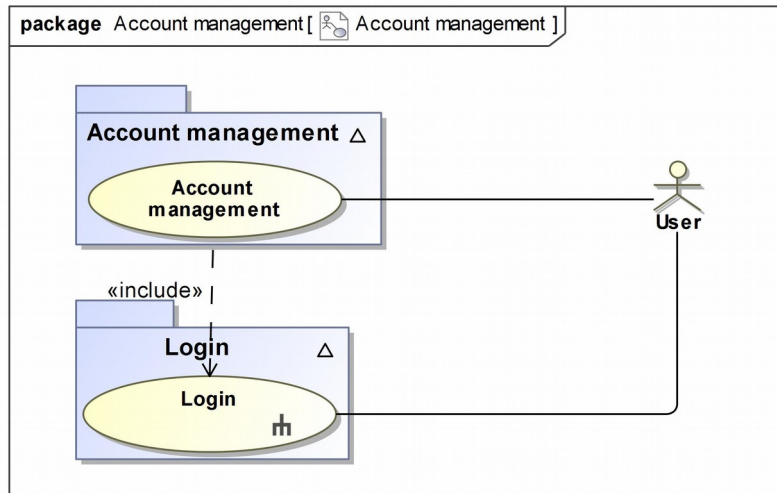 package Account management [ Account management ]
Account management
Account
management
User
«include»
Login
Login